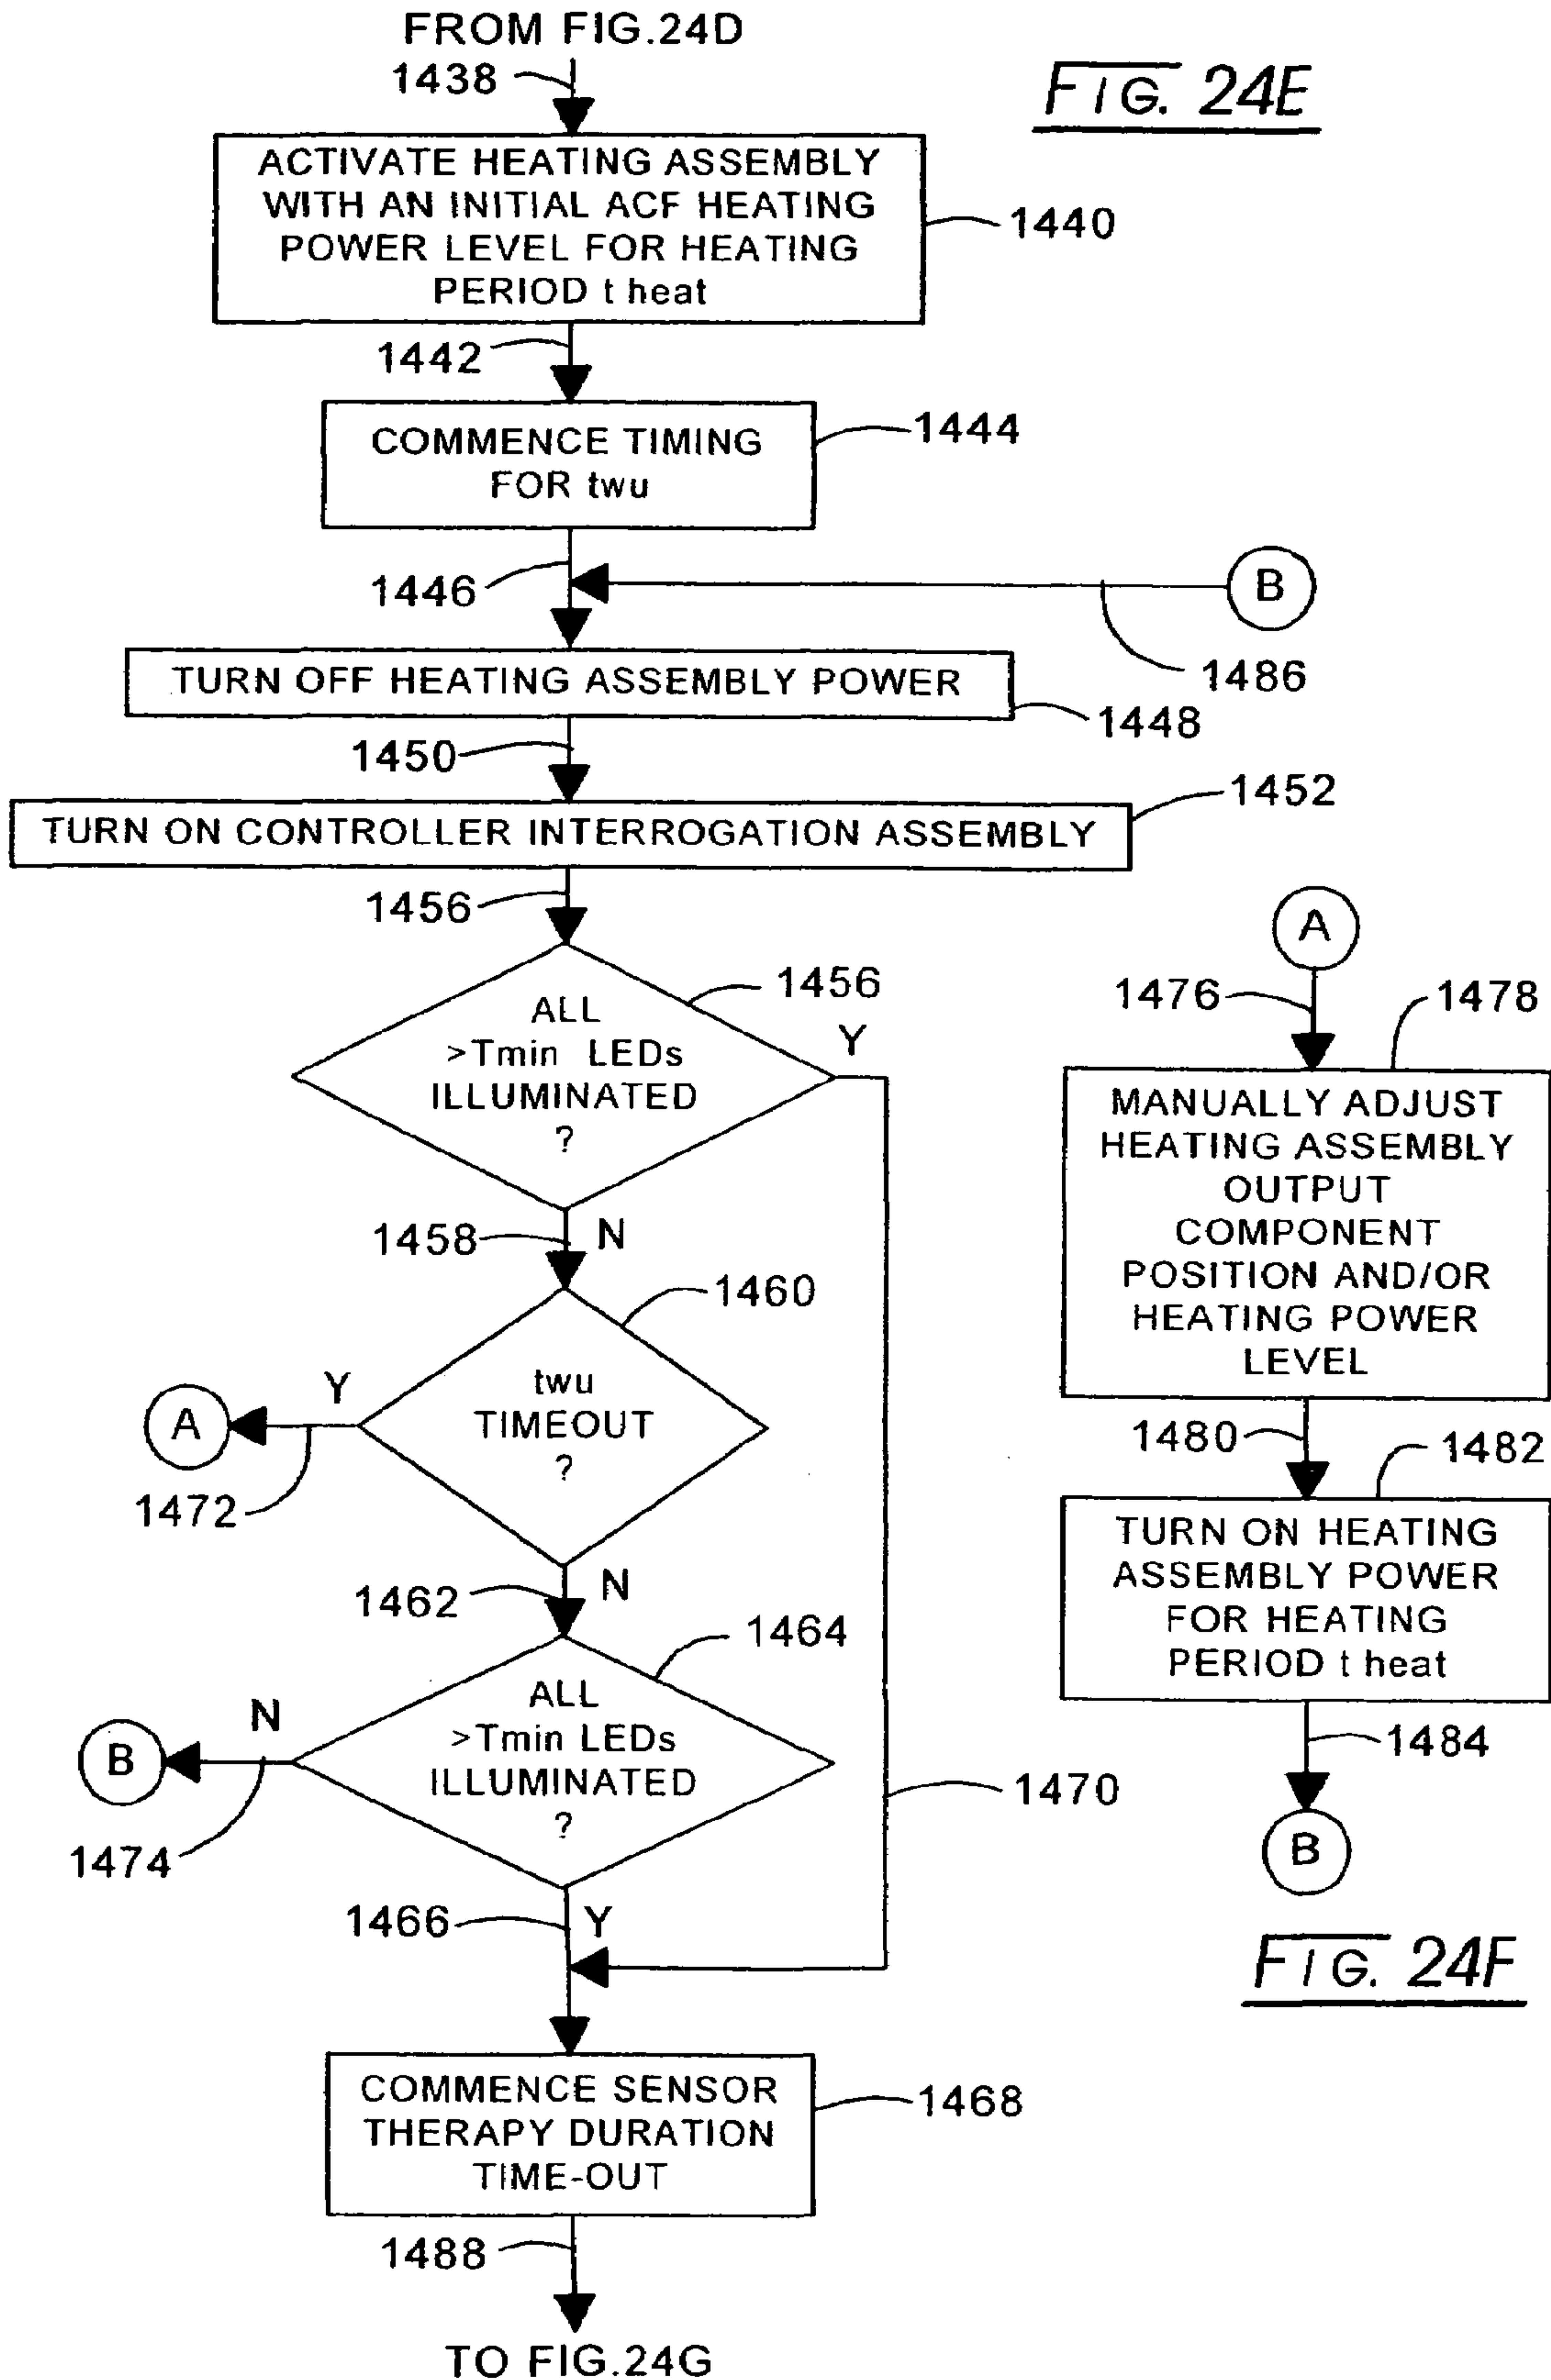 FROM FIG.24D
1438
FIG. 24E
ACTIVATE HEATING ASSEMBLY
WITH AN INITIAL ACF HEATING
POWER LEVEL FOR HEATING
PERIOD t heat
1440
1442
COMMENCE TIMING
FOR twu
1444
1446
B
1486
TURN OFF HEATING ASSEMBLY POWER
1448
1450
TURN ON CONTROLLER INTERROGATION ASSEMBLY
1452
1456
ALL
>Tmin LEDs
ILLUMINATED
?
1456
Y
1458
N
twu
TIMEOUT
?
1460
Y
A
1472
1462
N
ALL
>Tmin LEDs
ILLUMINATED
?
1464
N
B
1474
1470
1466
Y
COMMENCE SENSOR
THERAPY DURATION
TIME-OUT
1468
1488
TO FIG.24G
A
1476
1478
MANUALLY ADJUST
HEATING ASSEMBLY
OUTPUT
COMPONENT
POSITION AND/OR
HEATING POWER
LEVEL
1480
1482
TURN ON HEATING
ASSEMBLY POWER
FOR HEATING
PERIOD t heat
1484
B
FIG. 24F